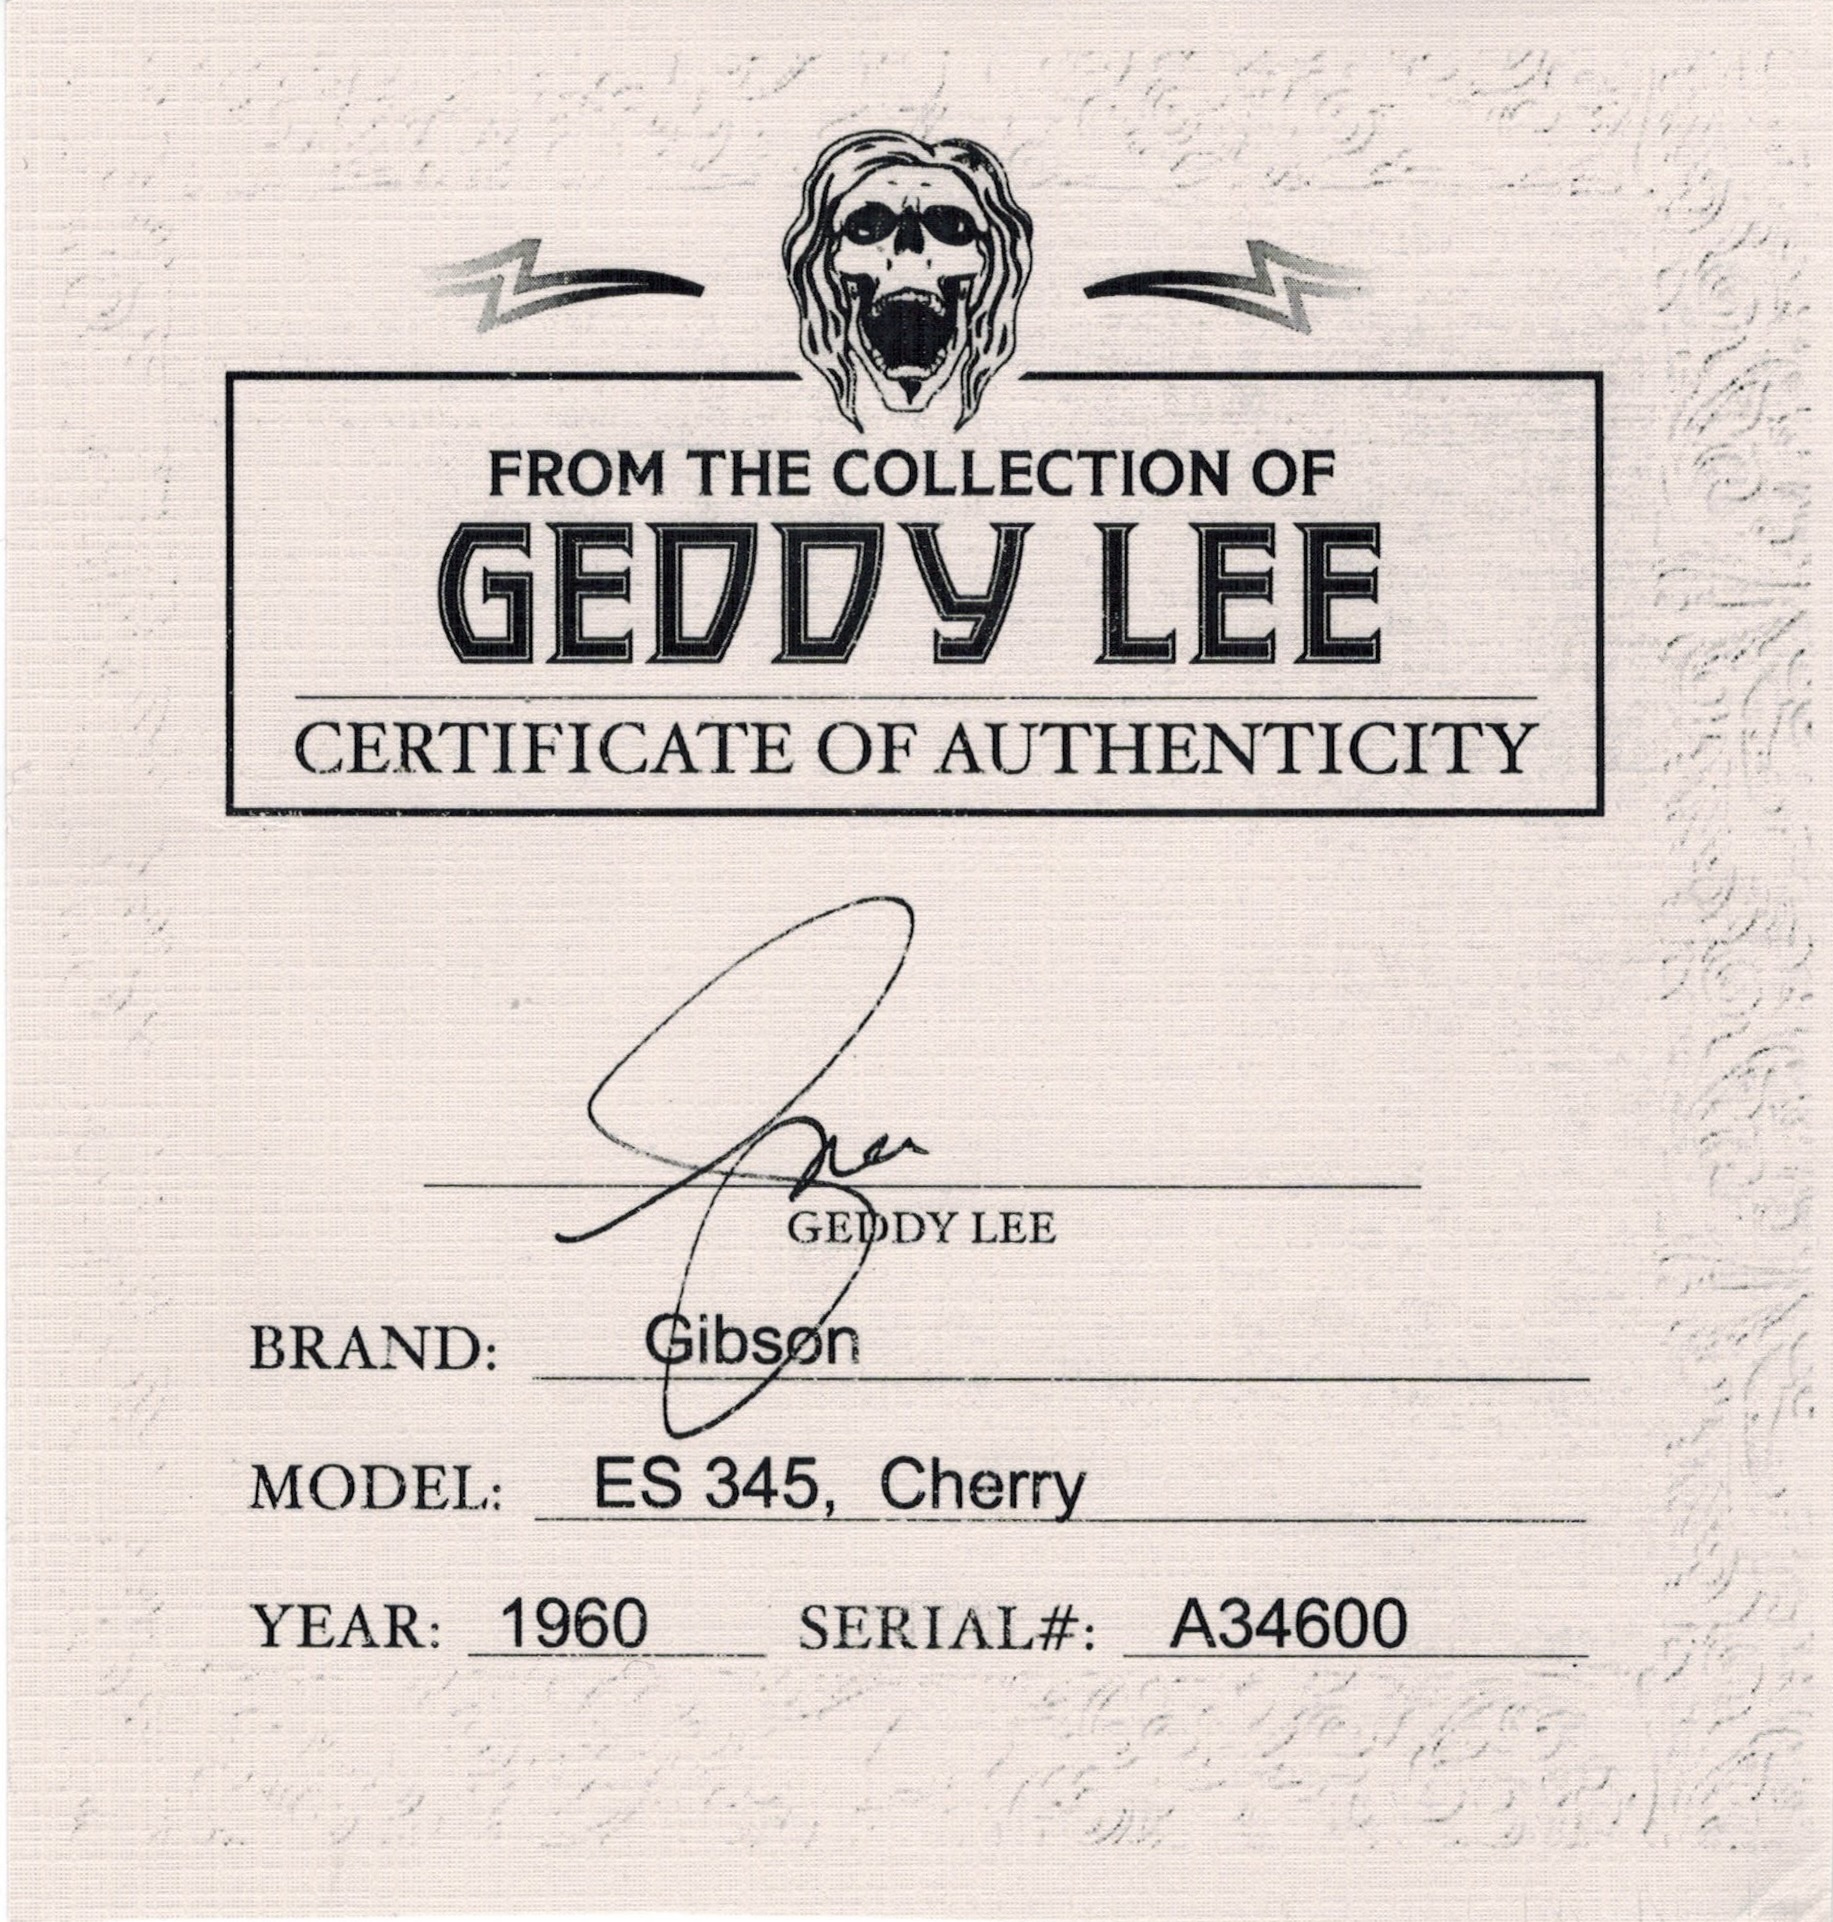 FROM THE COLLECTION OF
GEDDY LEE
CERTIFICATE OF AUTHENTICITY
GEDDY LEE
BRAND: Gibson
MODEL: ES 345, Cherry
YEAR: 1960 SERIAL#: A34600